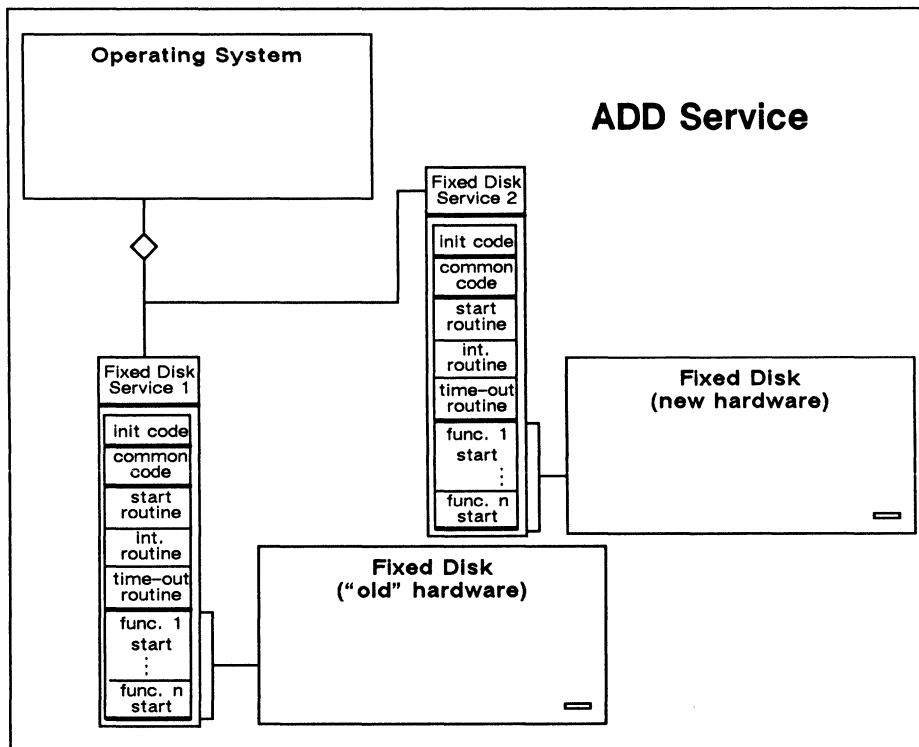 Operating System
ADD Service
Fixed Disk
Service 2
init code
common
code
start
routine
int.
routine
time-out
routine
func. 1
start
func. n
start
Fixed Disk
(new hardware)
Fixed Disk
Service 1
init code
common
code
start
routine
int.
routine
time-out
routine
func. 1
start
func. n
start
Fixed Disk
(“old” hardware)